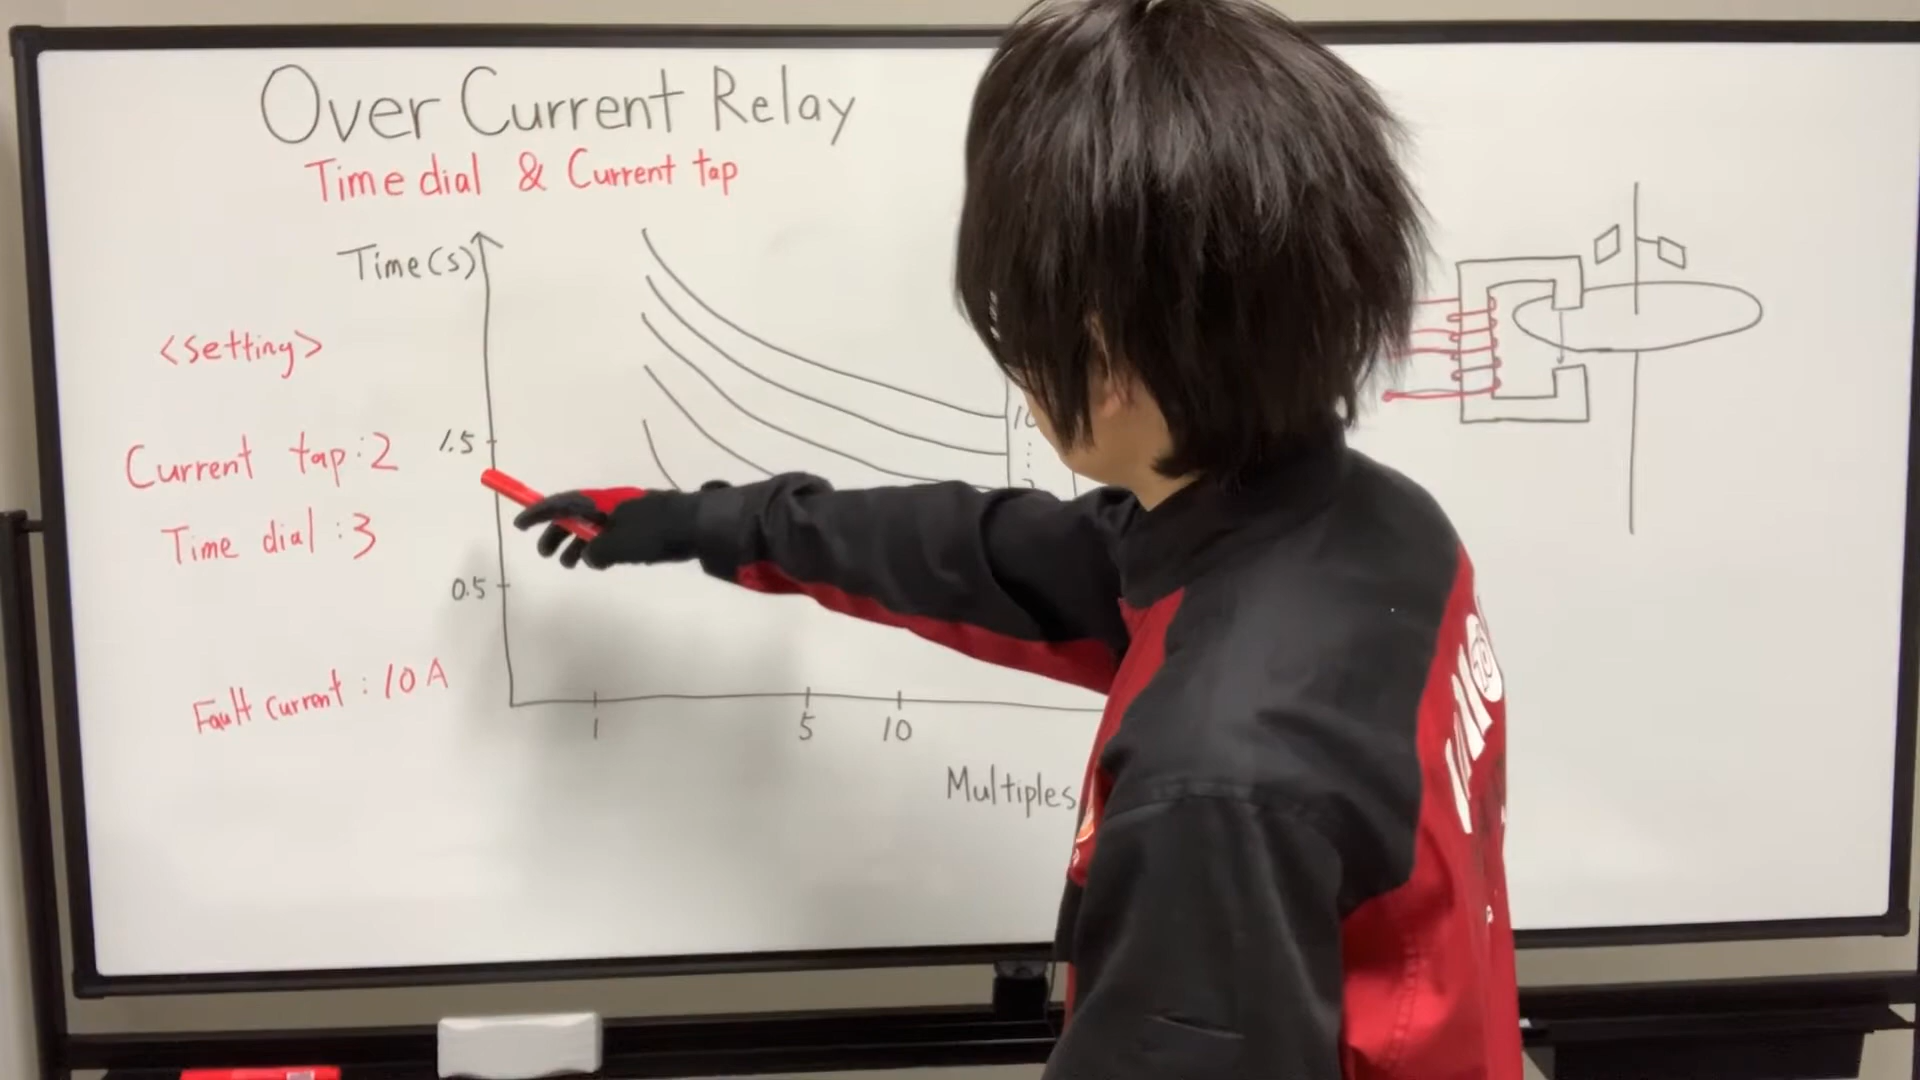 Over Current Relay
Time dial & Current tap
Time(s)
<setting>
Current tap:2
Time dial :3
Fault current : 10 A
1.5
0.5
1
5
10
Multiples
10